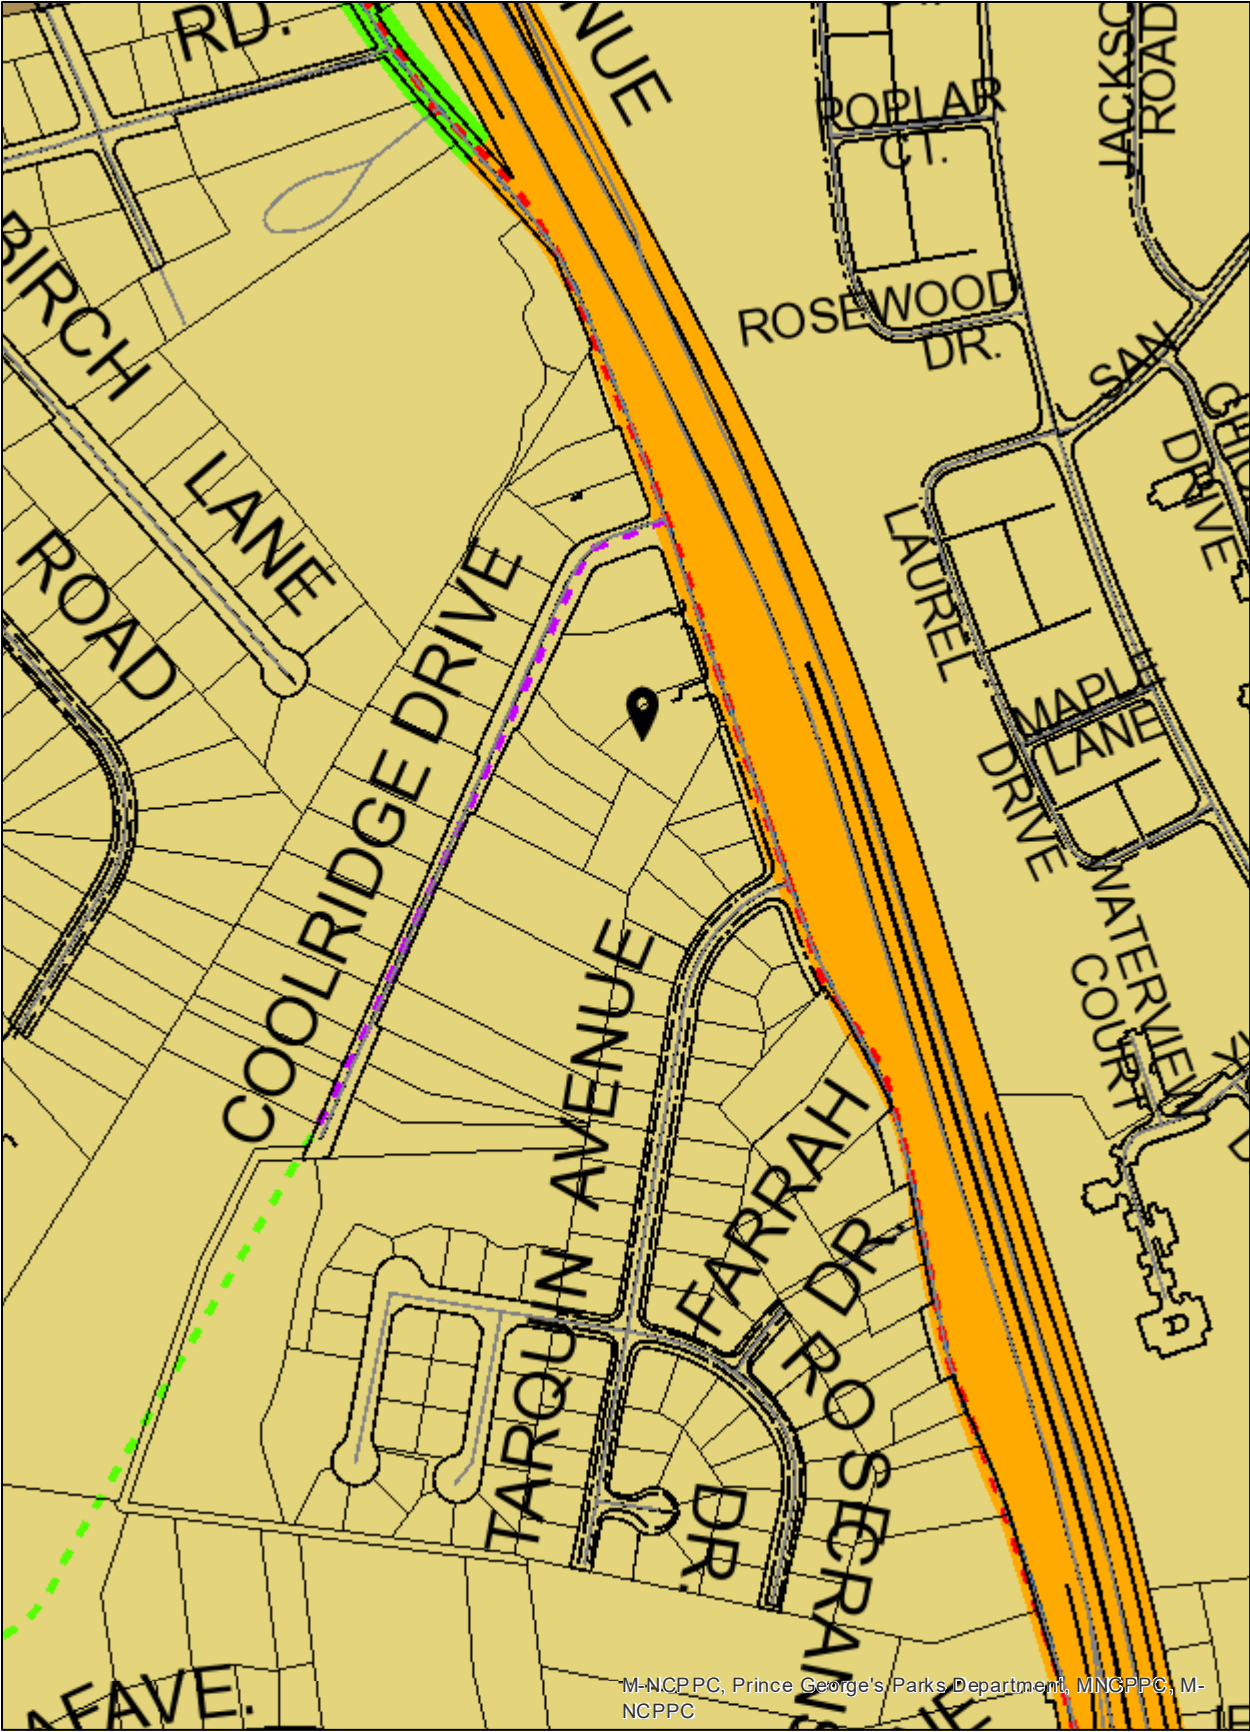 RD.
NUE
POPLAR
CT.
JACKSO
ROAD
BIRCH
LANE
ROSEWOOD
DR.
SAN
DRIVE
ROAD
COOLRIDGE DRIVE
LAUREL
DRIVE
MAPLE
LANE
WATERVIEW
COURT
TARQUIN AVENUE
FARRAH
DR.
ROSECRANS
DR.
AVE.
M-NCPPC, Prince George's Parks Department, MNCPPC, M-
NCPPC